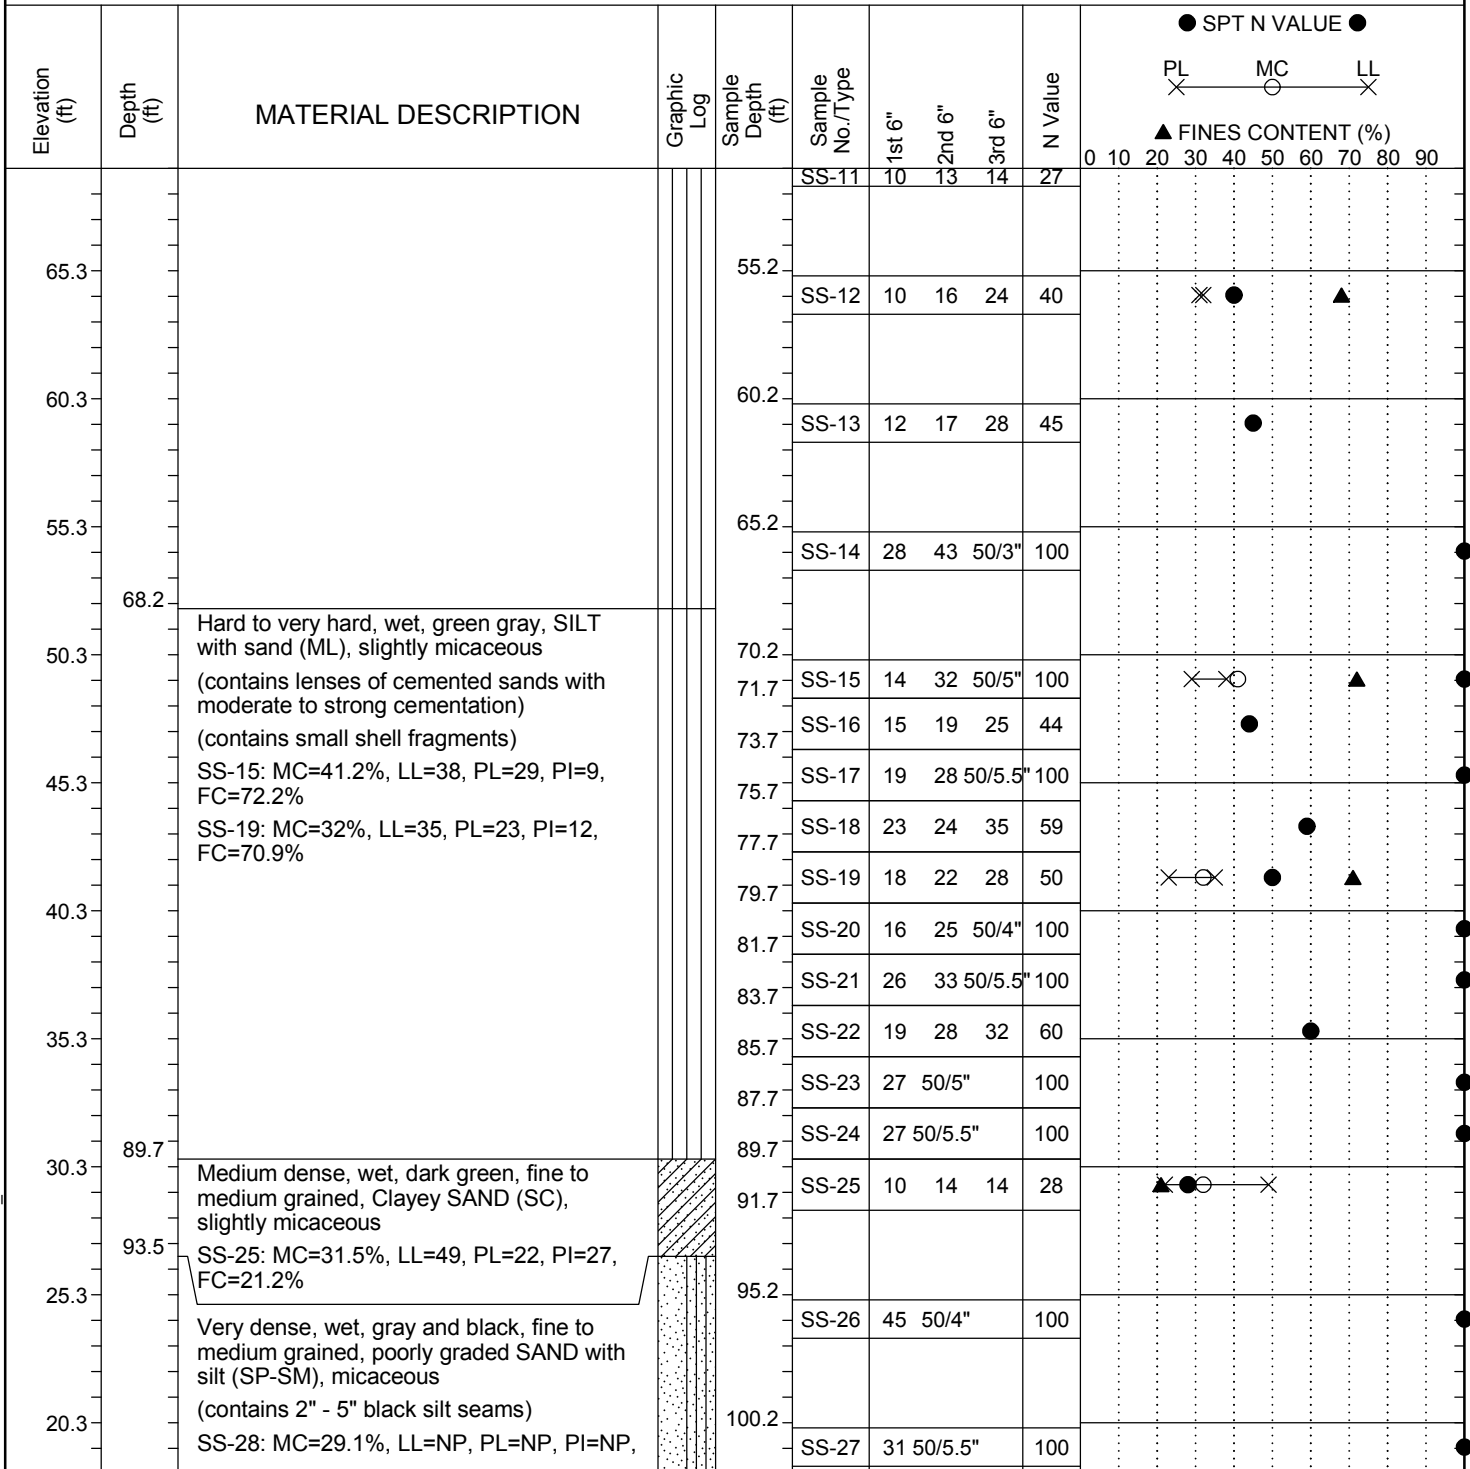 ● SPT N VALUE ●
PL MC LL
▲ FINES CONTENT (%)
0 10 20 30 40 50 60 70 80 90
Elevation (ft)
Depth (ft)
MATERIAL DESCRIPTION
Graphic Log
Sample Depth (ft)
Sample No./Type
1st 6"
2nd 6"
3rd 6"
N Value
SS-11 10 13 14 27
65.3 55.2
SS-12 10 16 24 40
60.3 60.2
SS-13 12 17 28 45
55.3 65.2
SS-14 28 43 50/3" 100
68.2
Hard to very hard, wet, green gray, SILT
with sand (ML), slightly micaceous
50.3 70.2
(contains lenses of cemented sands with
moderate to strong cementation)
SS-15 14 32 50/5" 100
71.7
(contains small shell fragments)
SS-16 15 19 25 44
73.7
SS-15: MC=41.2%, LL=38, PL=29, PI=9,
FC=72.2%
SS-17 19 28 50/5.5" 100
45.3 75.7
SS-19: MC=32%, LL=35, PL=23, PI=12,
FC=70.9%
SS-18 23 24 35 59
77.7
SS-19 18 22 28 50
79.7
40.3
SS-20 16 25 50/4" 100
81.7
SS-21 26 33 50/5.5" 100
83.7
SS-22 19 28 32 60
35.3 85.7
SS-23 27 50/5" 100
87.7
SS-24 27 50/5.5" 100
89.7 89.7
30.3
Medium dense, wet, dark green, fine to
medium grained, Clayey SAND (SC),
slightly micaceous
SS-25 10 14 14 28
91.7
93.5
SS-25: MC=31.5%, LL=49, PL=22, PI=27,
FC=21.2%
25.3 95.2
Very dense, wet, gray and black, fine to
medium grained, poorly graded SAND with
silt (SP-SM), micaceous
SS-26 45 50/4" 100
(contains 2" - 5" black silt seams)
20.3 100.2
SS-28: MC=29.1%, LL=NP, PL=NP, PI=NP,
SS-27 31 50/5.5" 100